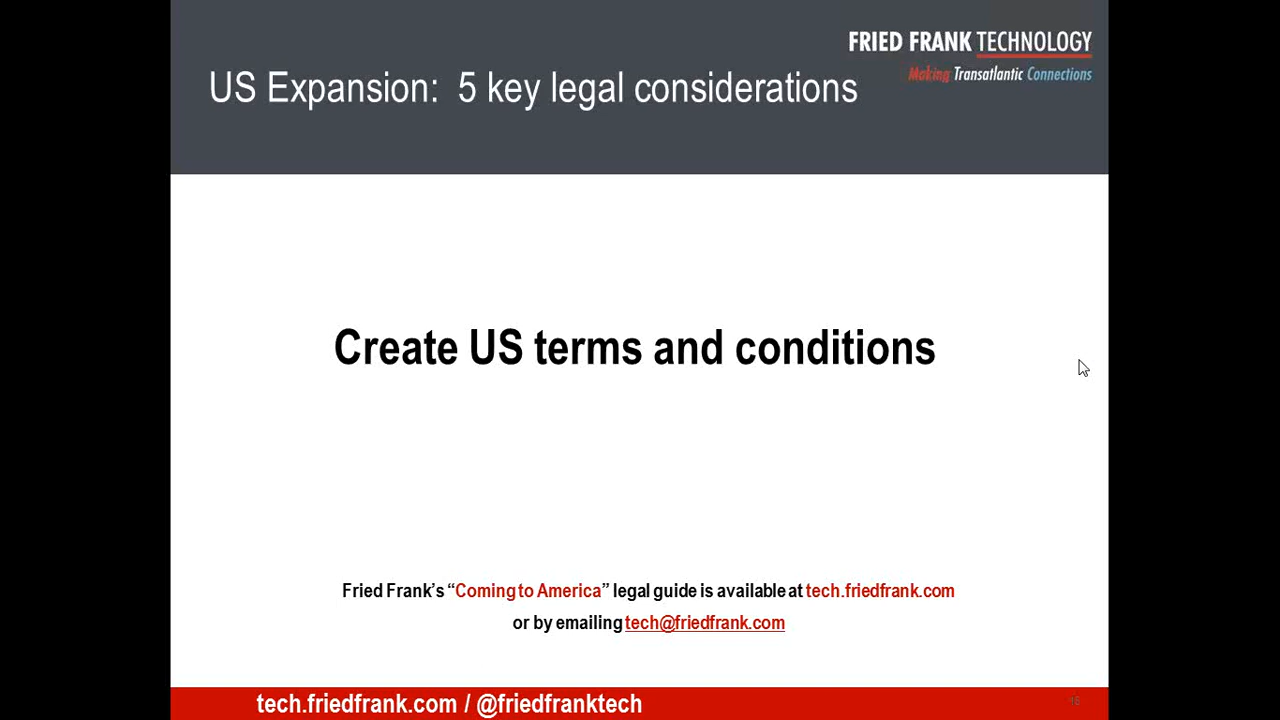 FRIED FRANK TECHNOLOGY
Making Transatlantic Connections
US Expansion: 5 key legal considerations
Create US terms and conditions
Fried Frank's “Coming to America” legal guide is available at tech.friedfrank.com
or by emailing tech@friedfrank.com
tech.friedfrank.com / @friedfranktech
16